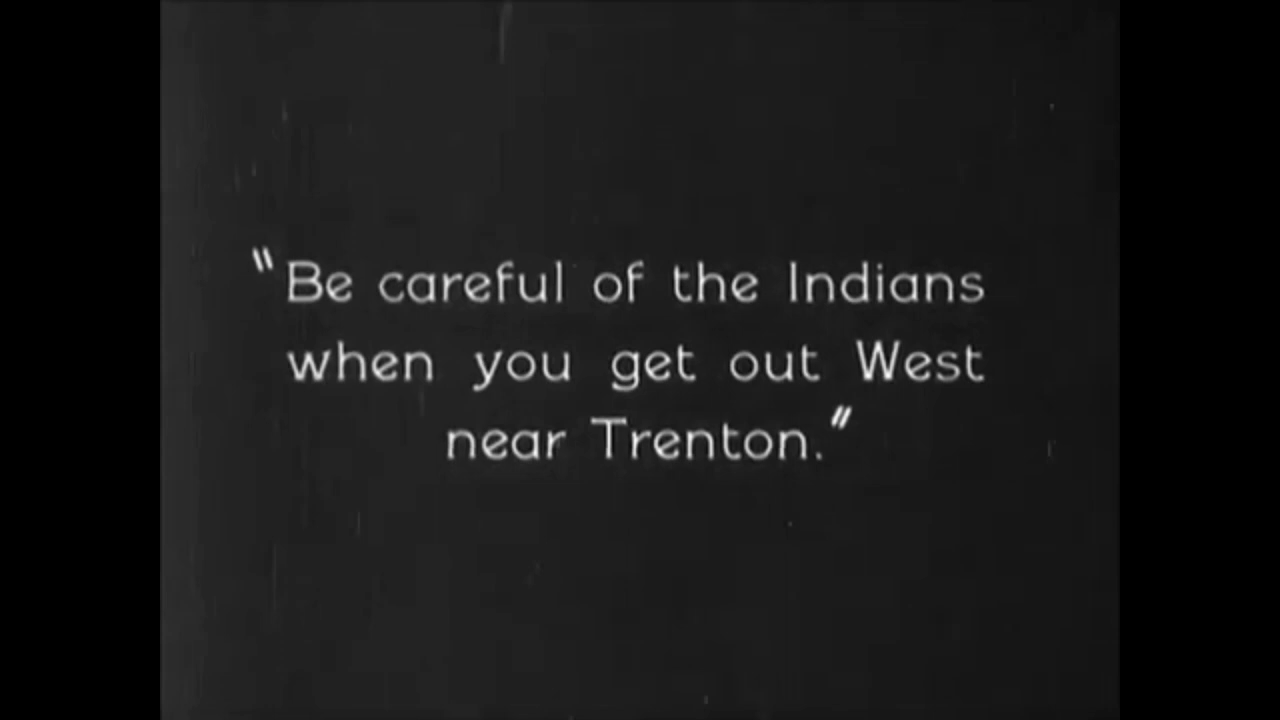 "Be careful of the Indians
when you get out West
near Trenton."